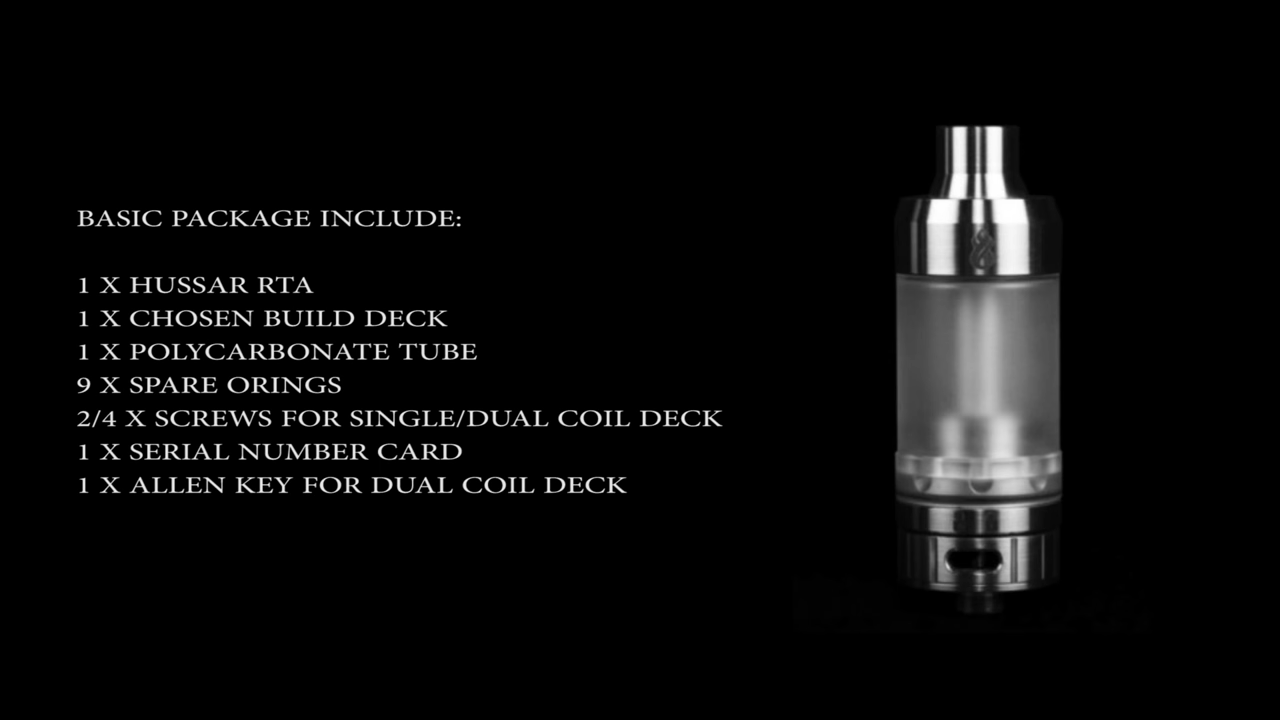 BASIC PACKAGE INCLUDE:
1 X HUSSAR RTA
1 X CHOSEN BUILD DECK
1 X POLYCARBONATE TUBE
9 X SPARE ORINGS
2/4 X SCREWS FOR SINGLE/DUAL COIL DECK
1 X SERIAL NUMBER CARD
1 X ALLEN KEY FOR DUAL COIL DECK